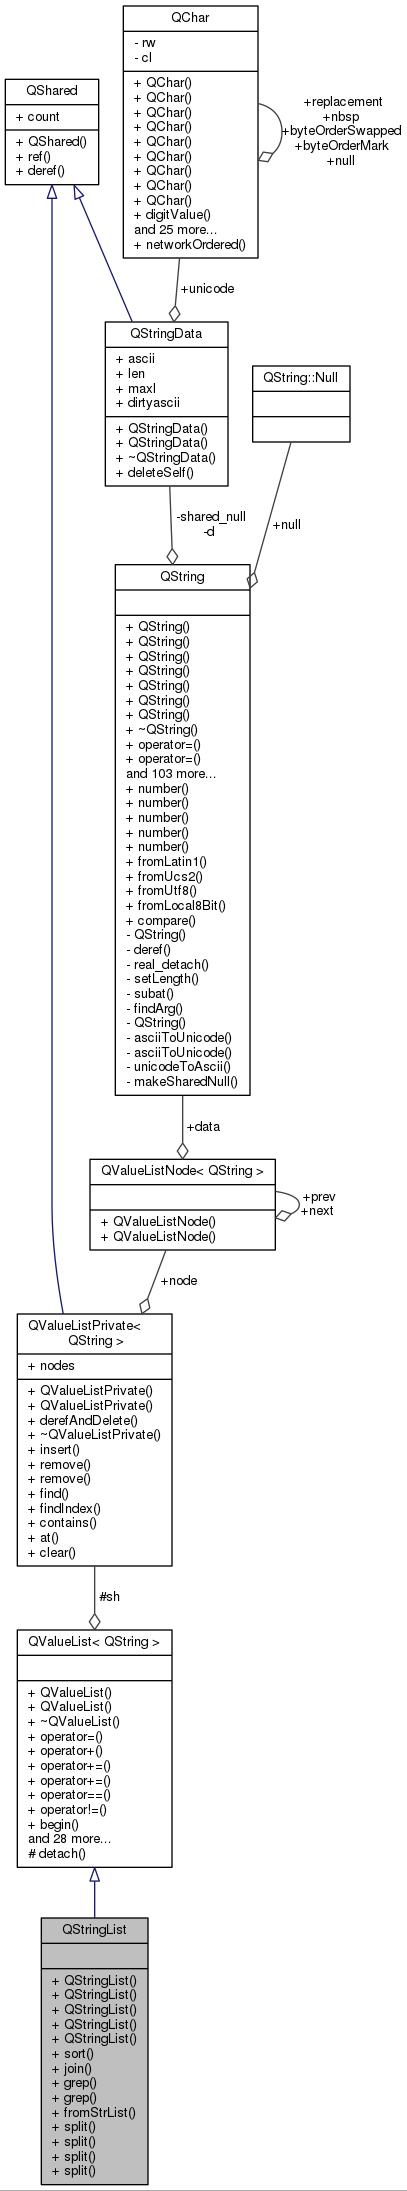 QChar
- rw
- cl
+ QChar()
+ QChar()
+ QChar()
+ QChar()
+ QChar()
+ QChar()
+ QChar()
+ QChar()
+ QChar()
+ digitValue()
and 25 more...
+ networkOrdered()
+replacement
+nbsp
+byteOrderSwapped
+byteOrderMark
+null
QShared
+ count
+ QShared()
+ ref()
+ deref()
+unicode
QStringData
+ ascii
+ len
+ maxl
+ dirtyascii
+ QStringData()
+ QStringData()
+ ~QStringData()
+ deleteSelf()
QString::Null
-shared_null
-d
+null
QString
+ QString()
+ QString()
+ QString()
+ QString()
+ QString()
+ QString()
+ QString()
+ ~QString()
+ operator=()
+ operator=()
and 103 more...
+ number()
+ number()
+ number()
+ number()
+ number()
+ fromLatin1()
+ fromUcs2()
+ fromUtf8()
+ fromLocal8Bit()
+ compare()
- QString()
- deref()
- real_detach()
- setLength()
- subat()
- findArg()
- QString()
- asciiToUnicode()
- asciiToUnicode()
- unicodeToAscii()
- makeSharedNull()
+data
QValueListNode< QString >
+ QValueListNode()
+ QValueListNode()
+prev
+next
+node
QValueListPrivate<
QString >
+ nodes
+ QValueListPrivate()
+ QValueListPrivate()
+ derefAndDelete()
+ ~QValueListPrivate()
+ insert()
+ remove()
+ remove()
+ find()
+ findIndex()
+ contains()
+ at()
+ clear()
#sh
QValueList< QString >
+ QValueList()
+ QValueList()
+ ~QValueList()
+ operator=()
+ operator+()
+ operator+=()
+ operator+=()
+ operator==()
+ operator!=()
+ begin()
and 28 more...
# detach()
QStringList
+ QStringList()
+ QStringList()
+ QStringList()
+ QStringList()
+ QStringList()
+ sort()
+ join()
+ grep()
+ grep()
+ fromStrList()
+ split()
+ split()
+ split()
+ split()